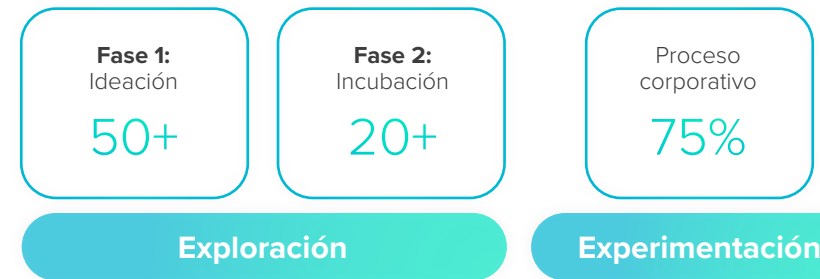 Fase 1:
Ideación
50+
Fase 2:
Incubación
20+
Proceso
corporativo
75%
Exploración
Experimentación